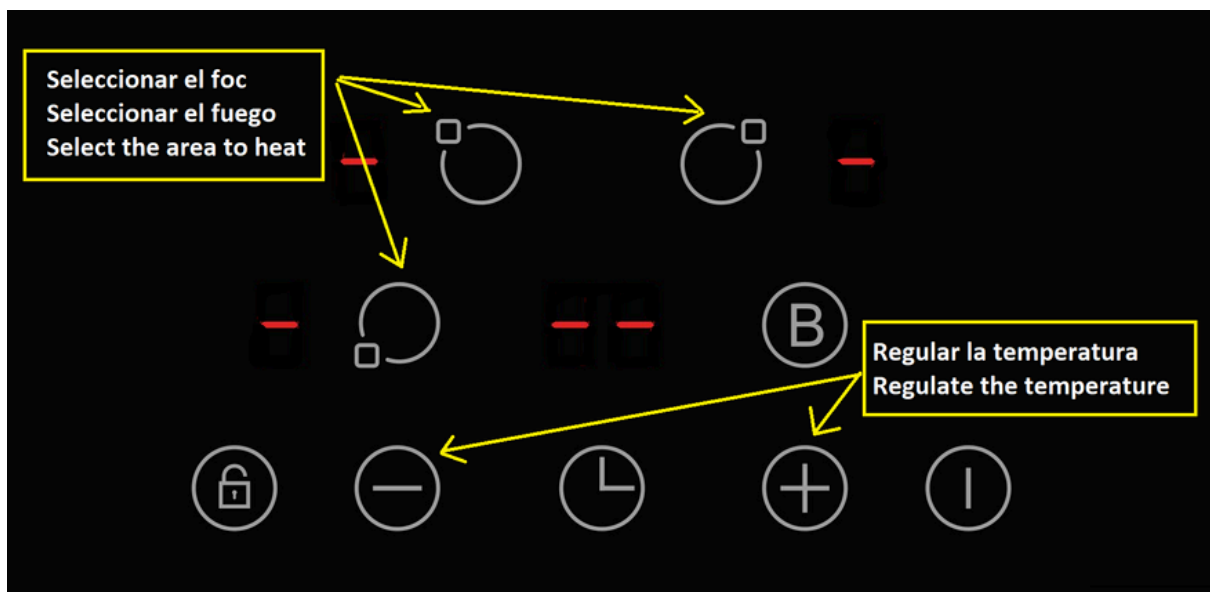 Seleccionar el foc
Seleccionar el fuego
Select the area to heat
B
Regular la temperatura
Regulate the temperature